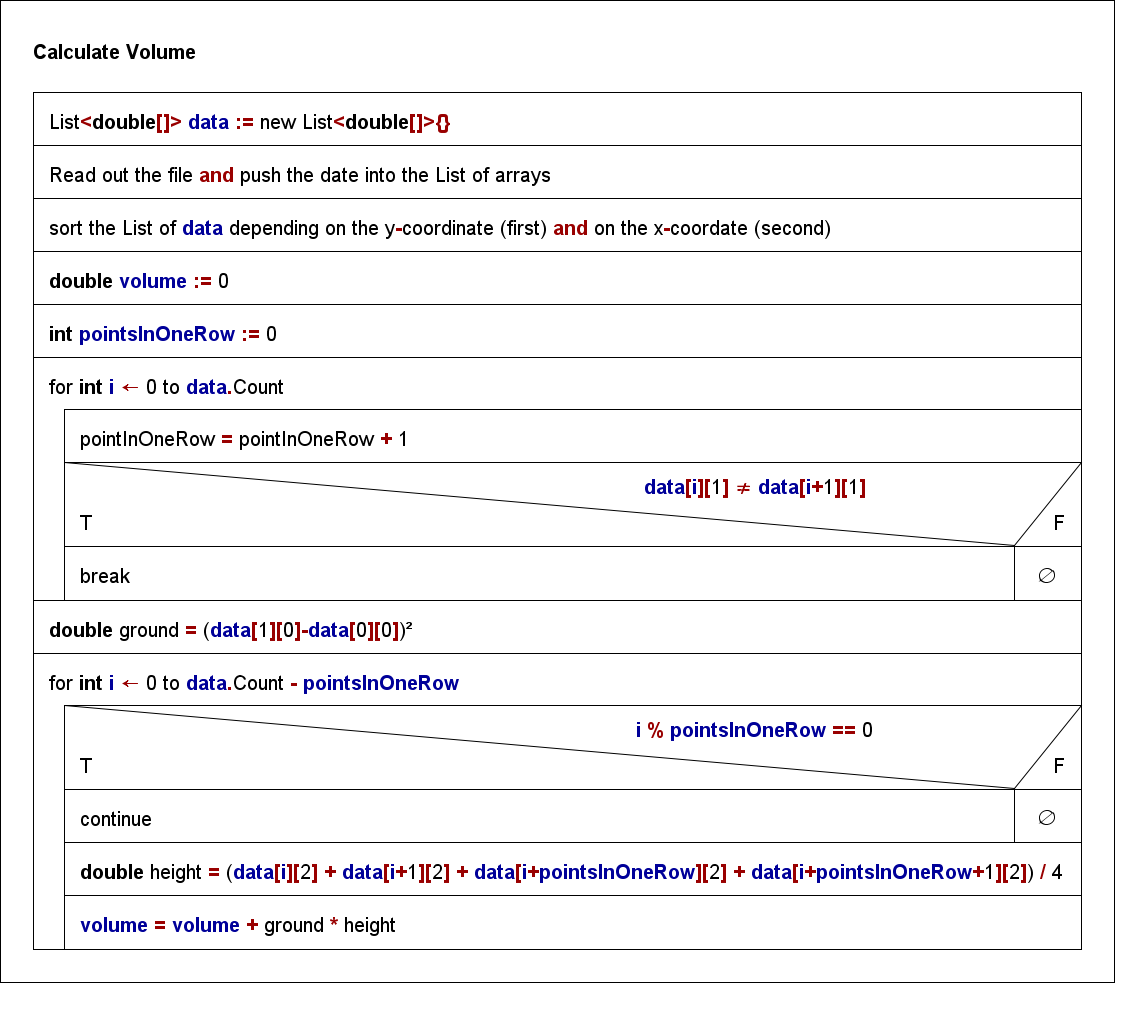 Calculate Volume
List<double[]> data := new List<double[]>{}
Read out the file and push the date into the List of arrays
sort the List of data depending on the y-coordinate (first) and on the x-coordate (second)
double volume := 0
int pointsInOneRow := 0
for int i ← 0 to data.Count
pointInOneRow = pointInOneRow + 1
data[i][1] ≠ data[i+1][1]
T F
break ∅
double ground = (data[1][0]-data[0][0])²
for int i ← 0 to data.Count - pointsInOneRow
i % pointsInOneRow == 0
T F
continue ∅
double height = (data[i][2] + data[i+1][2] + data[i+pointsInOneRow][2] + data[i+pointsInOneRow+1][2]) / 4
volume = volume + ground * height